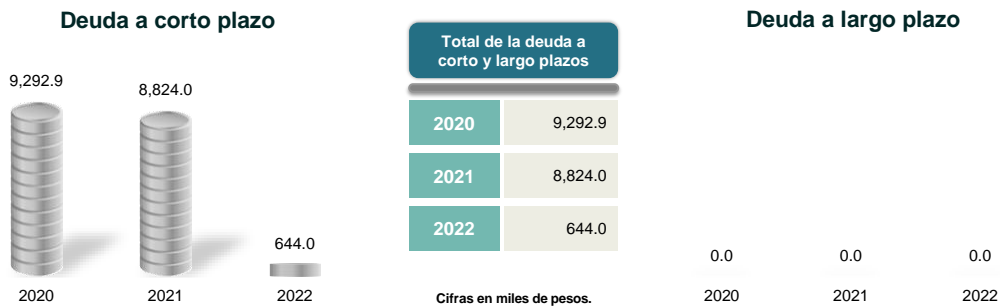 Deuda a corto plazo
9,292.9
8,824.0
644.0
2020 2021 2022
Total de la deuda a
corto y largo plazos
2020 9,292.9
2021 8,824.0
2022 644.0
Cifras en miles de pesos.
Deuda a largo plazo
0.0 0.0 0.0
2020 2021 2022